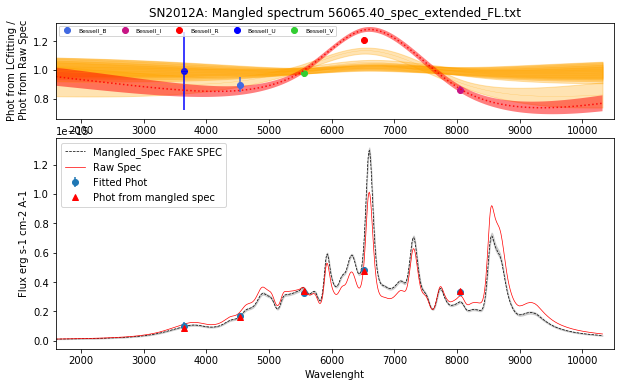 SN2012A: Mangled spectrum 56065.40_spec_extended_FL.txt
Phot from LCfitting /
Phot from Raw Spec
Bessell_B Bessell_I Bessell_R Bessell_U Bessell_V
1.2
1.0
0.8
2000 3000 4000 5000 6000 7000 8000 9000 10000
Flux erg s-1 cm-2 A-1
Mangled_Spec FAKE SPEC
Raw Spec
Fitted Phot
Phot from mangled spec
1.2
1.0
0.8
0.6
0.4
0.2
0.0
2000 3000 4000 5000 6000 7000 8000 9000 10000
Wavelenght